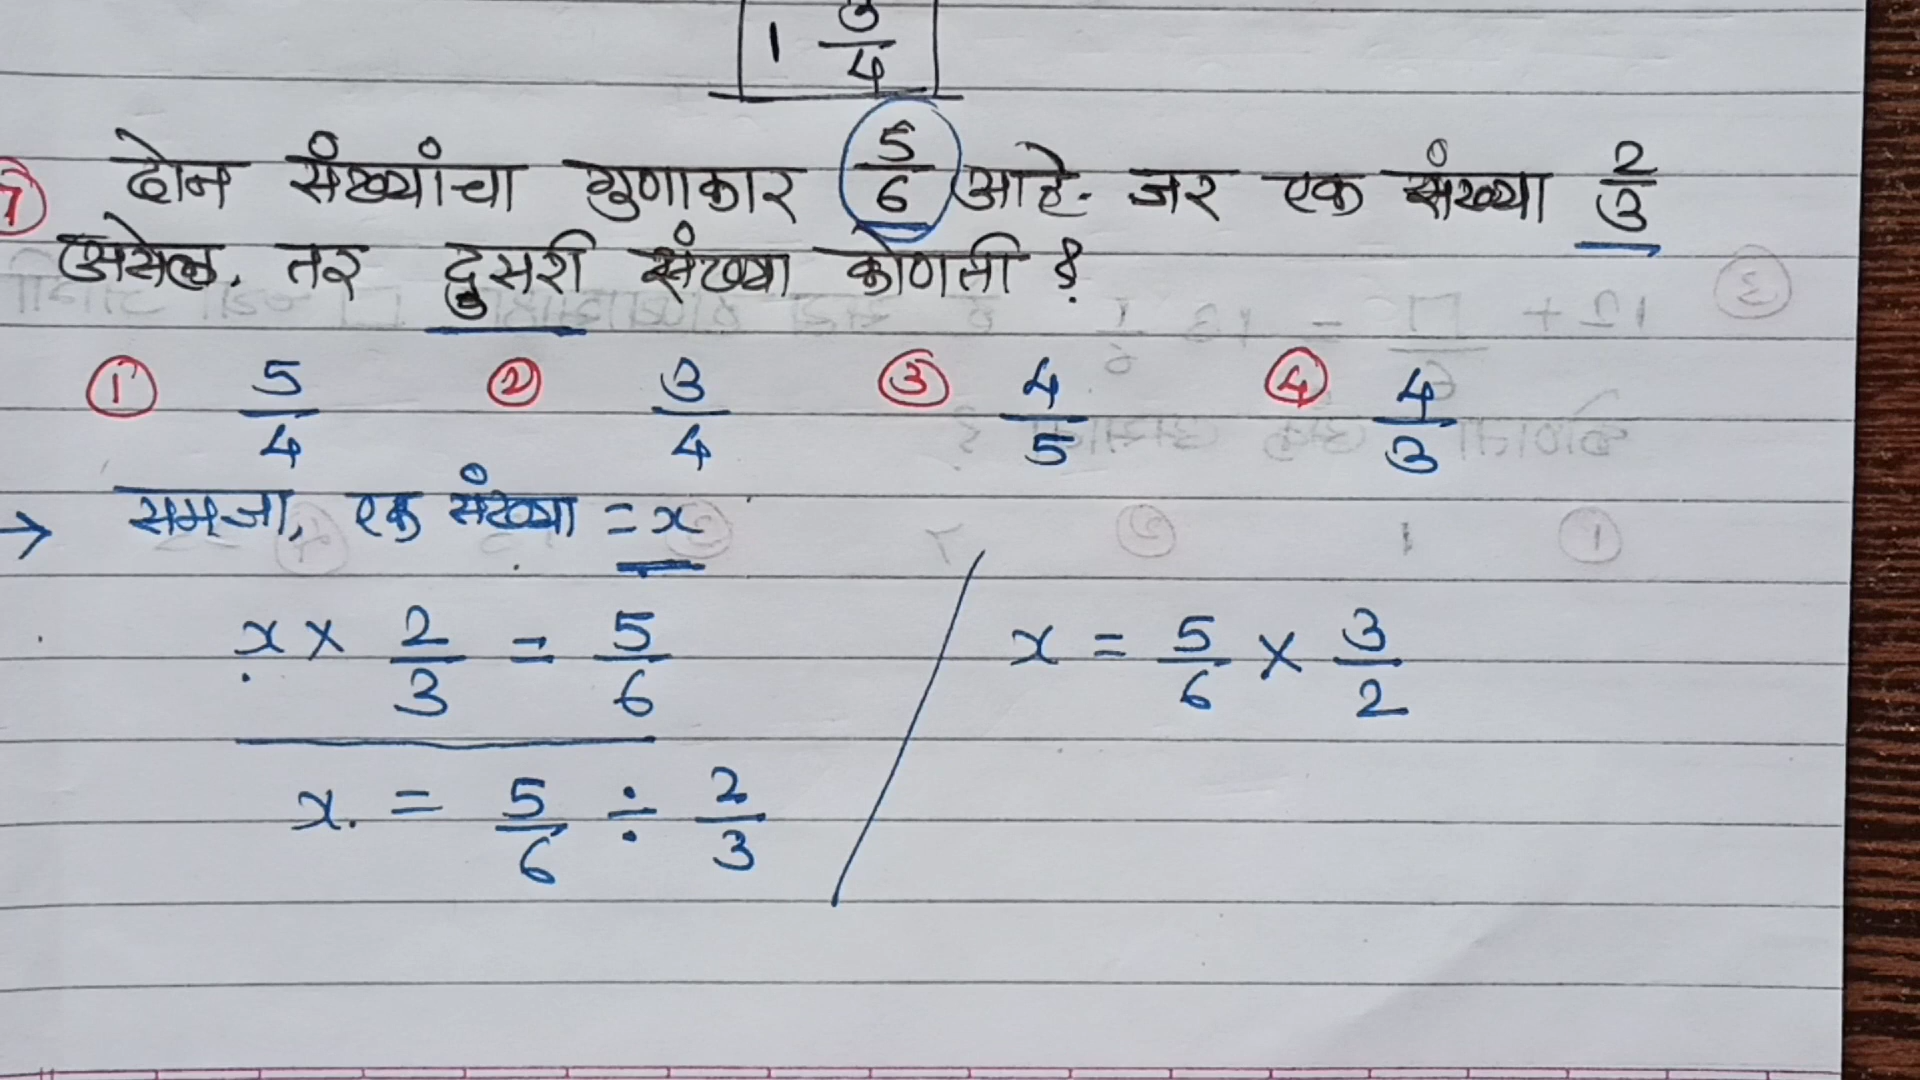 1 3/4
7 दोन संख्यांचा गुणाकार 5/6 आहे. जर एक संख्या 2/3
असेल, तर दुसरी संख्या कोणती ?
1 5/4 2 3/4 3 4/5 4 4/3
→ समजा, एक संख्या = x
x × 2/3 = 5/6
x = 5/6 ÷ 2/3
x = 5/6 × 3/2